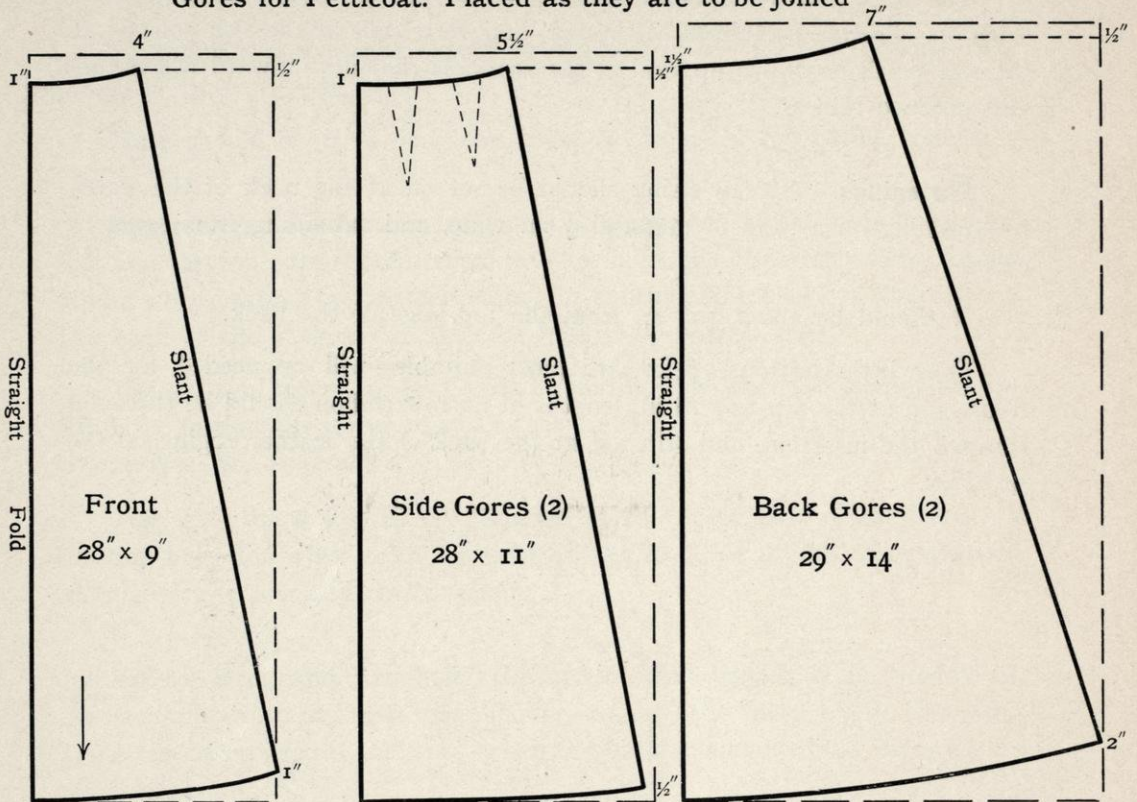 Gores for Petticoat. Placed as they are to be joined
4"
1"
½"
Straight
Fold
Slant
Front
28" x 9"
1"
5½"
1"
½"
Straight
Slant
Side Gores (2)
28" x 11"
½"
7"
1½"
½"
Straight
Slant
Back Gores (2)
29" x 14"
2"